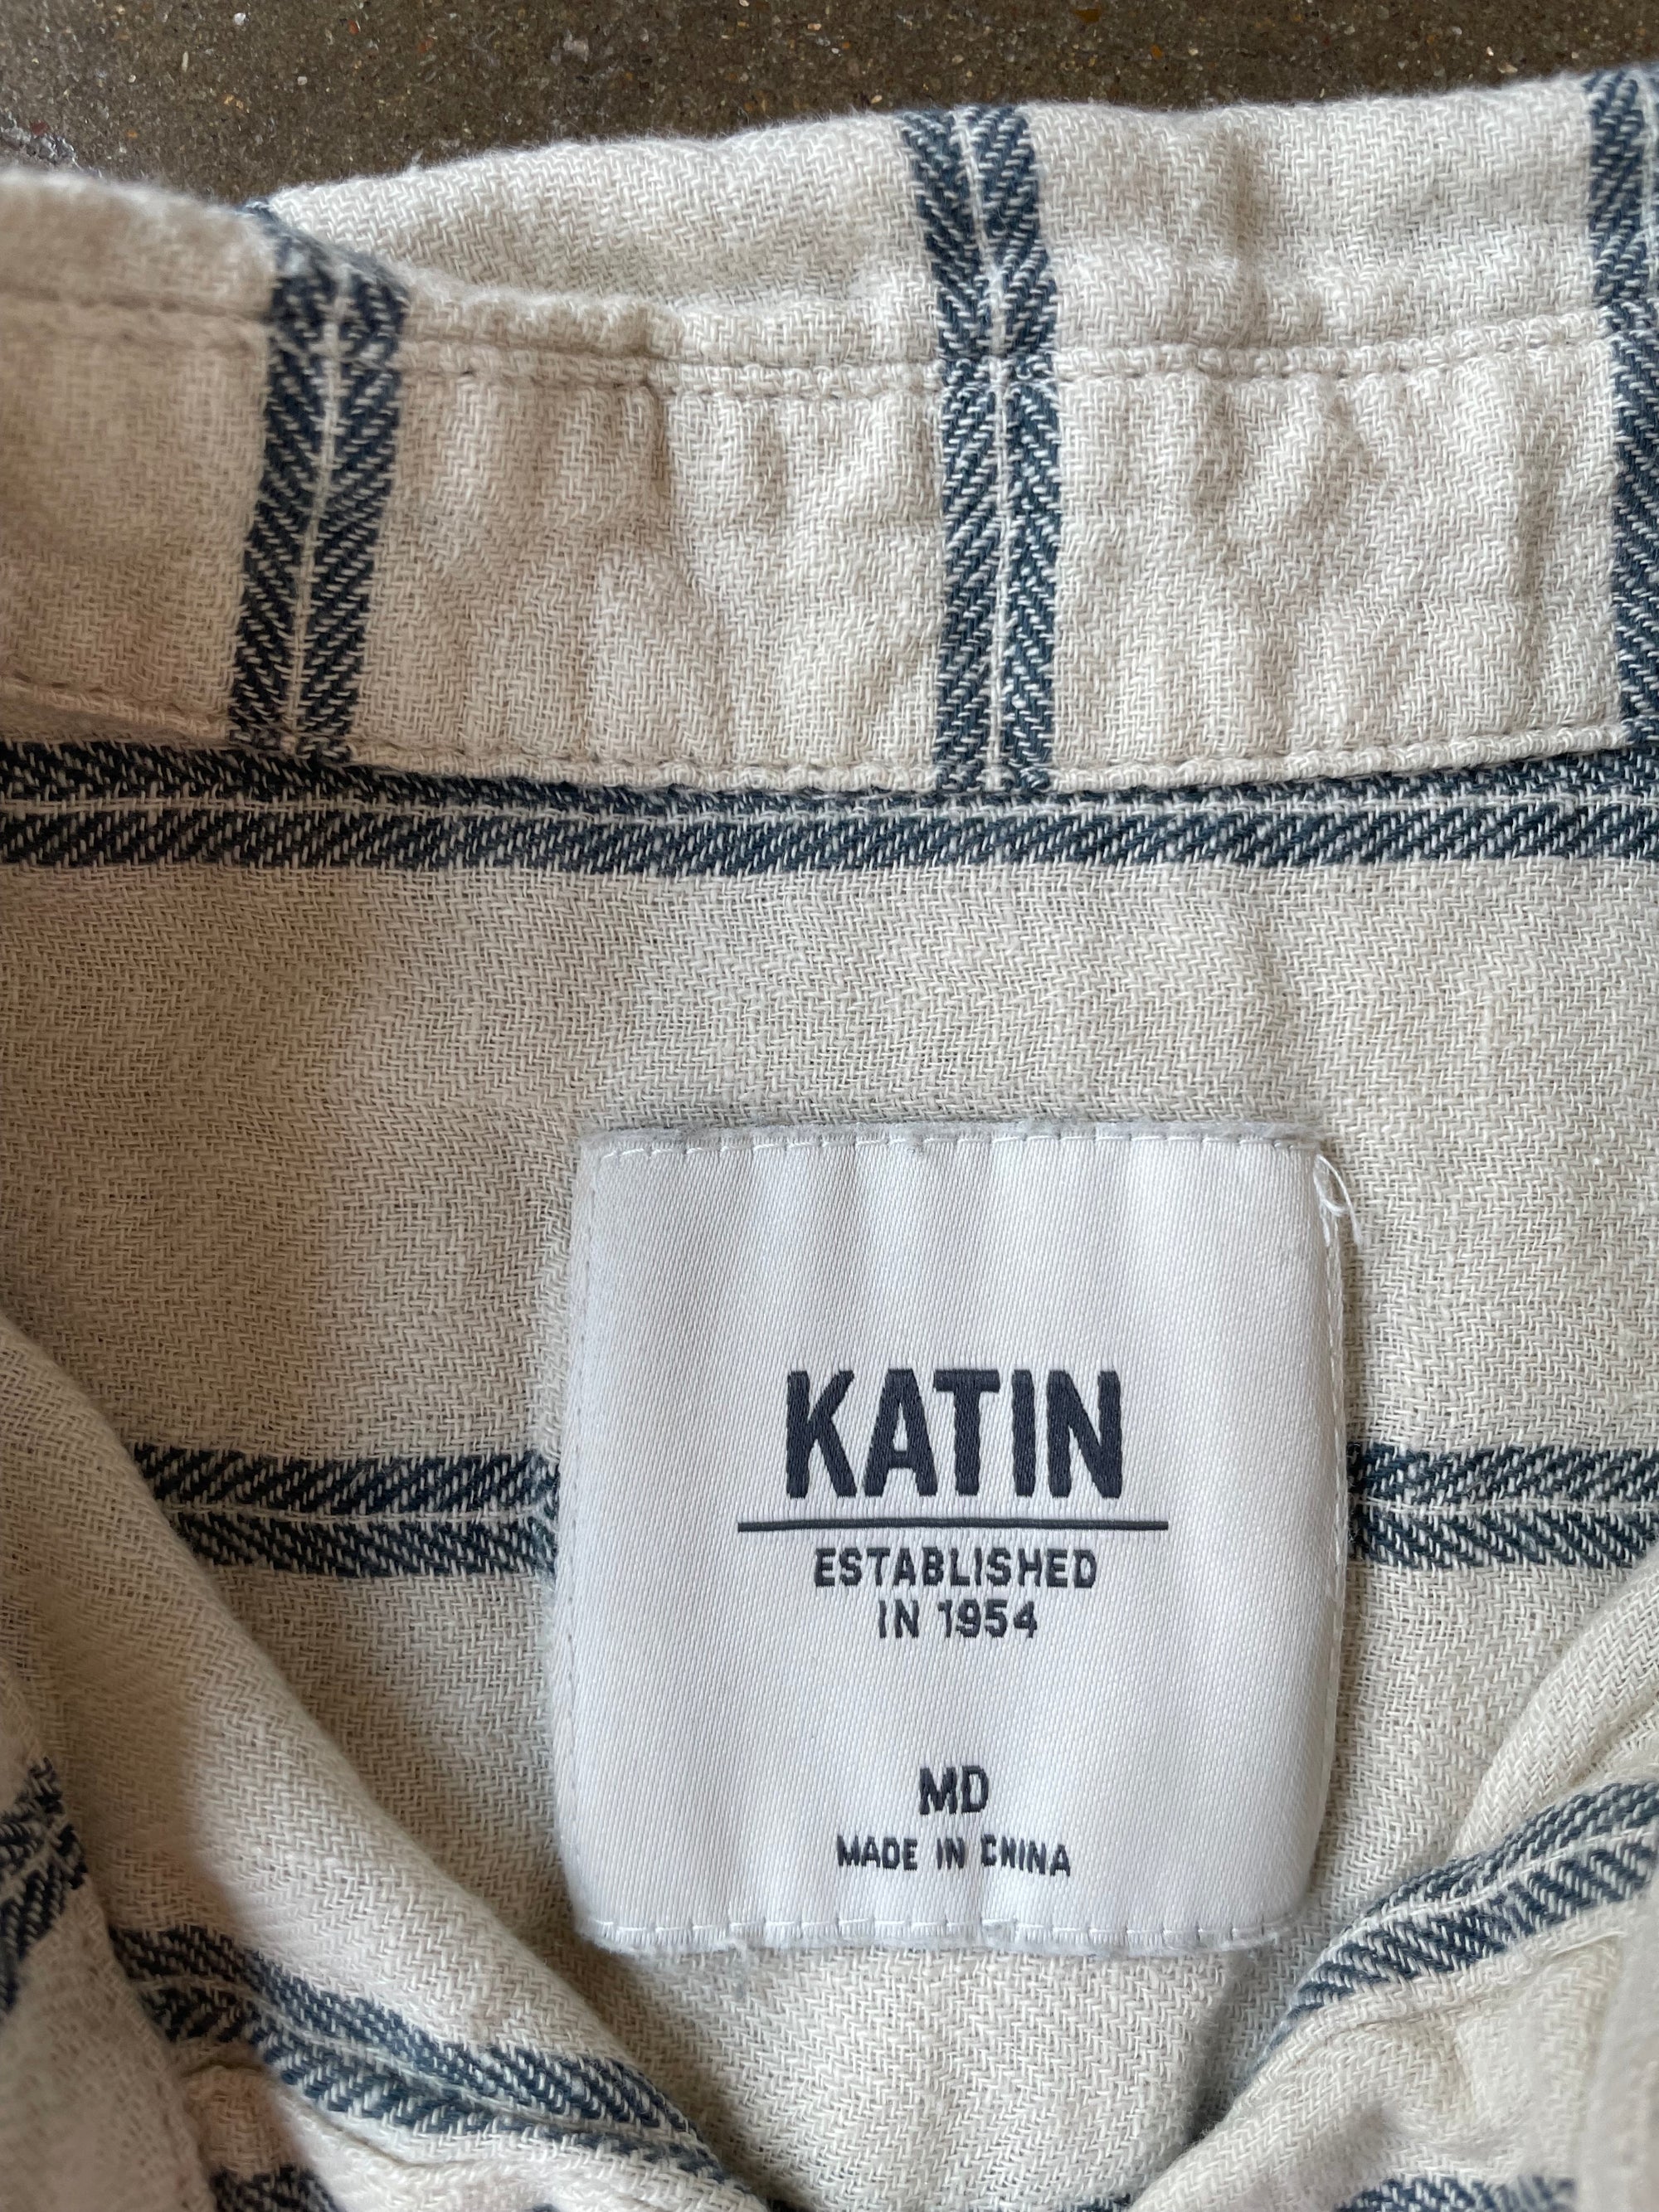 KATIN
ESTABLISHED
IN 1954
MD
MADE IN CHINA